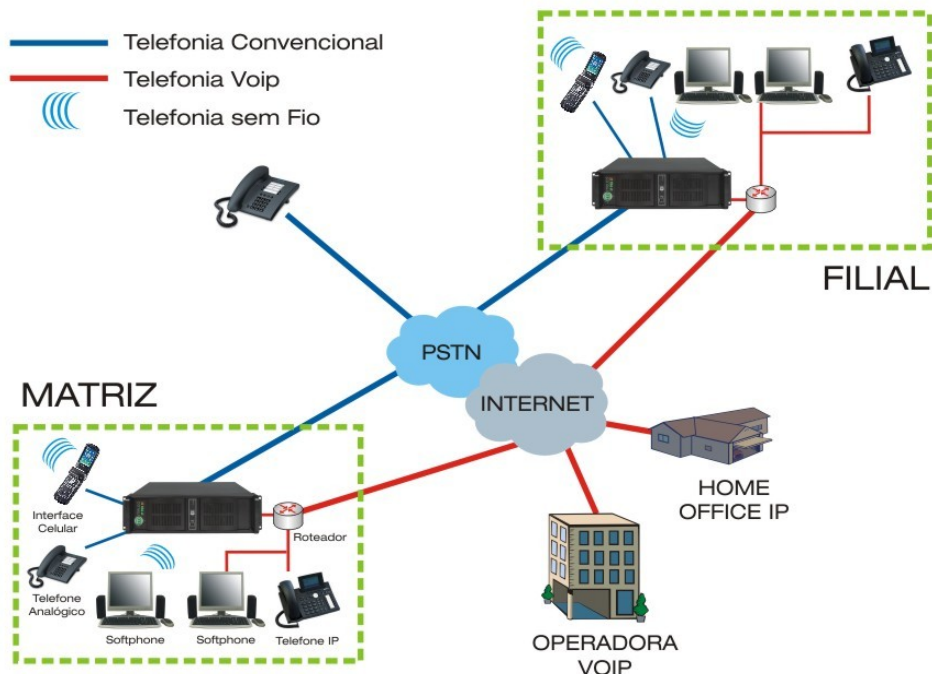 Telefonia Convencional
Telefonia Voip
Telefonia sem Fio
FILIAL
PSTN
INTERNET
MATRIZ
HOME
OFFICE IP
Interface
Celular
Roteador
Telefone
Analógico
Softphone
Softphone
Telefone IP
OPERADORA
VOIP